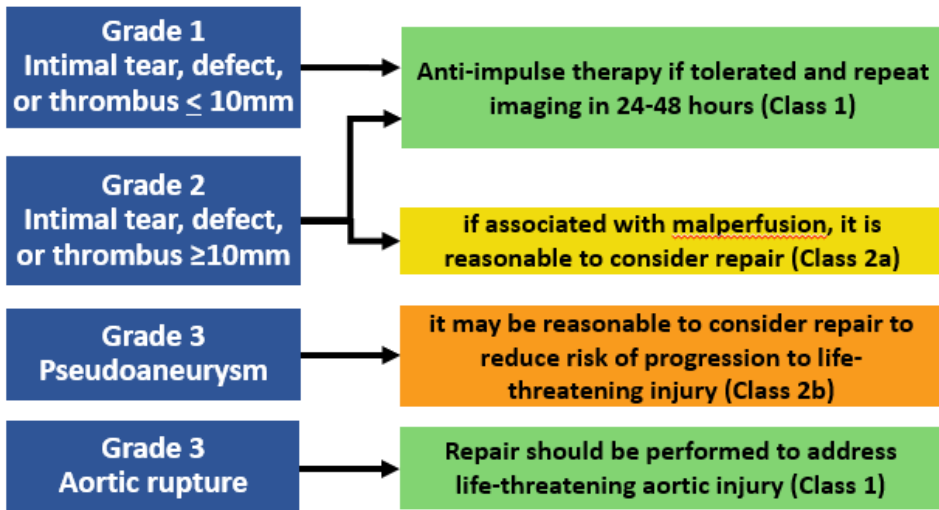 Grade 1
Intimal tear, defect,
or thrombus ≤ 10mm
Anti-impulse therapy if tolerated and repeat
imaging in 24-48 hours (Class 1)
Grade 2
Intimal tear, defect,
or thrombus ≥10mm
if associated with malperfusion, it is
reasonable to consider repair (Class 2a)
Grade 3
Pseudoaneurysm
it may be reasonable to consider repair to
reduce risk of progression to life-
threatening injury (Class 2b)
Grade 3
Aortic rupture
Repair should be performed to address
life-threatening aortic injury (Class 1)